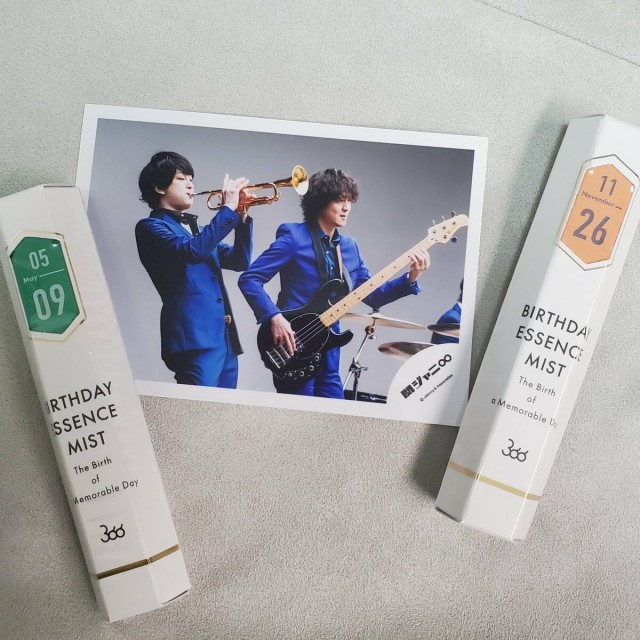 05
May
09
BIRTHDAY
ESSENCE
MIST
The Birth
of
a Memorable Day
366
関ジャニ∞
11
November
26
BIRTHDAY
ESSENCE
MIST
The Birth
of
a Memorable Day
366